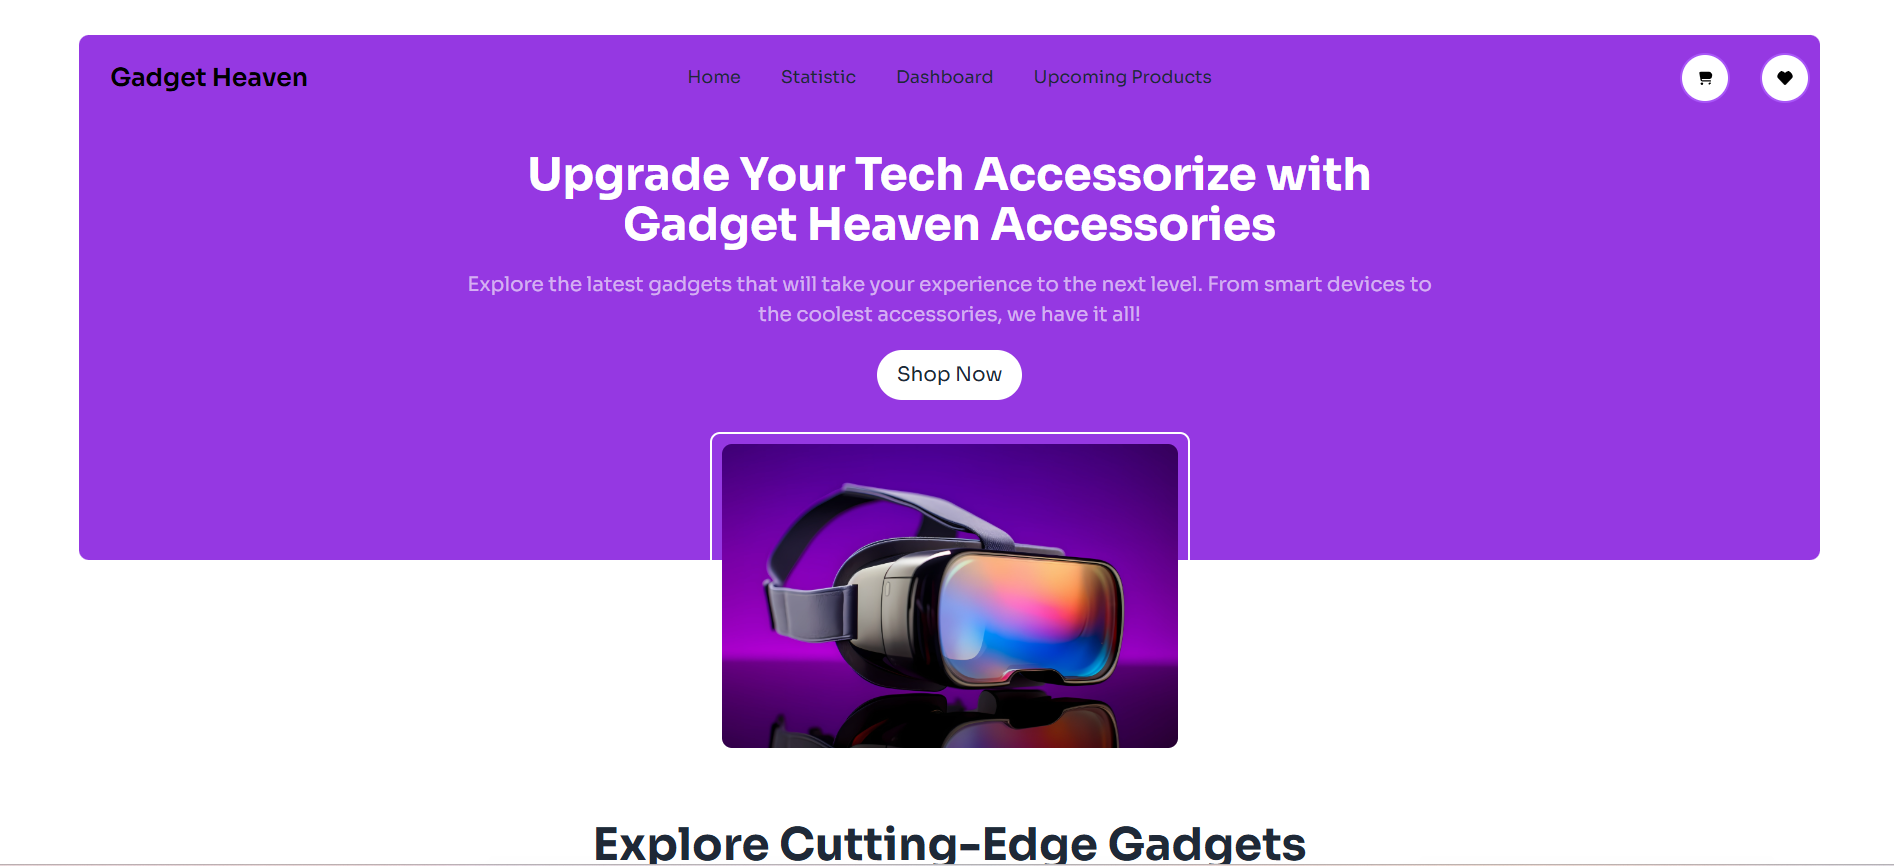 Gadget Heaven
Home Statistic Dashboard Upcoming Products
Upgrade Your Tech Accessorize with
Gadget Heaven Accessories
Explore the latest gadgets that will take your experience to the next level. From smart devices to
the coolest accessories, we have it all!
Shop Now
Explore Cutting-Edge Gadgets